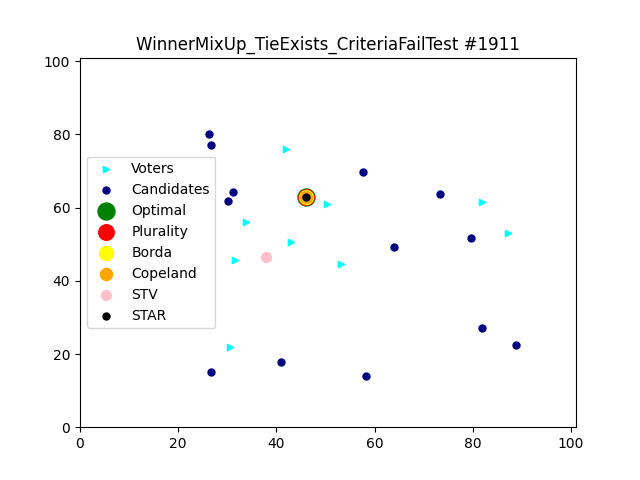 WinnerMixUp_TieExists_CriteriaFailTest #1911
100
80
60
40
20
0
Voters
Candidates
Optimal
Plurality
Borda
Copeland
STV
STAR
0 20 40 60 80 100